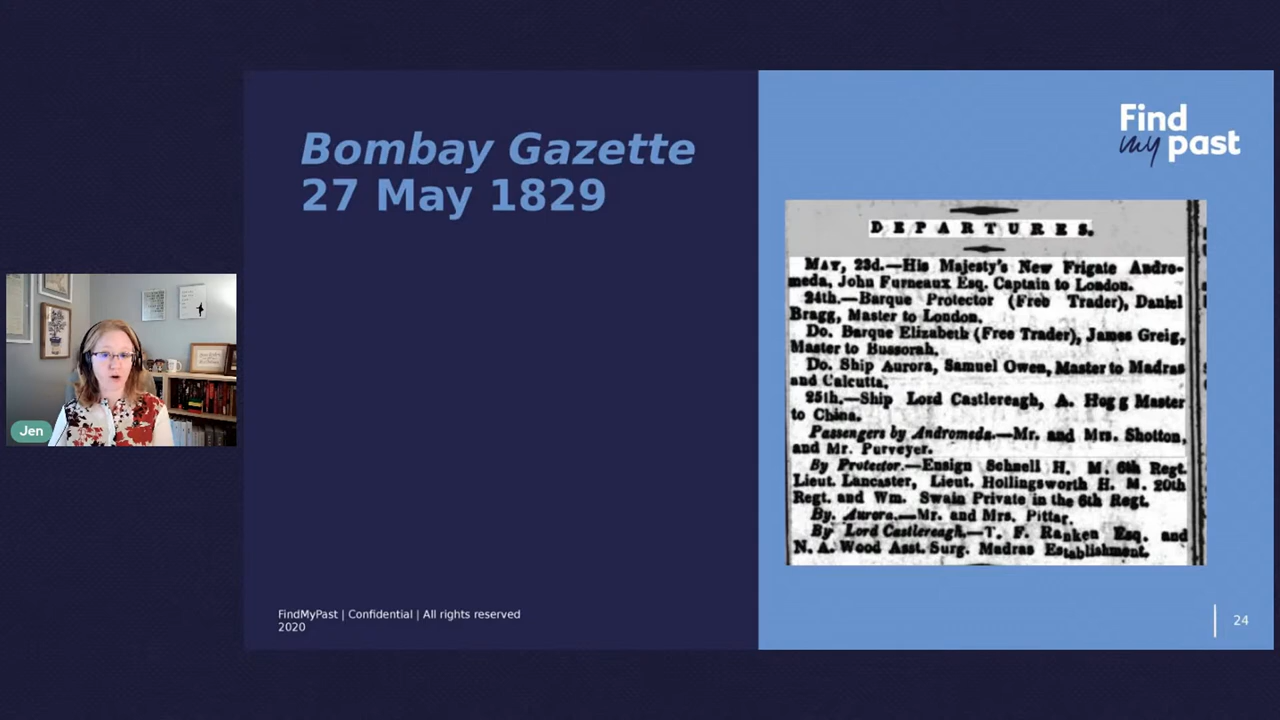 Bombay Gazette
27 May 1829
Find
my past
DEPARTURES.
MAY, 23d.—His Majesty's New Frigate Andro-
meda, John Furneaux Esq. Captain to London.
24th.—Barque Protector (Free Trader), Daniel
Bragg, Master to London.
Do. Barque Elizabeth (Free Trader), James Greig,
Master to Bussorah.
Do. Ship Aurora, Samuel Owen, Master to Madras
and Calcutta.
25th.—Ship Lord Castlereagh, A. Hogg Master
to China.
Passengers by Andromeda.—Mr. and Mrs. Shotton,
and Mr. Purveyer.
By Protector.—Ensign Schnell H. M. 6th Regt.
Lieut. Lancaster, Lieut. Hollingsworth H. M. 20th
Regt. and Wm. Swain Private in the 6th Regt.
By. Aurora.—Mr. and Mrs. Pittar.
By Lord Castlereagh.—T. F. Ranken Esq. and
N. A. Wood Asst. Surg. Madras Establishment.
Jen
FindMyPast | Confidential | All rights reserved
2020
24